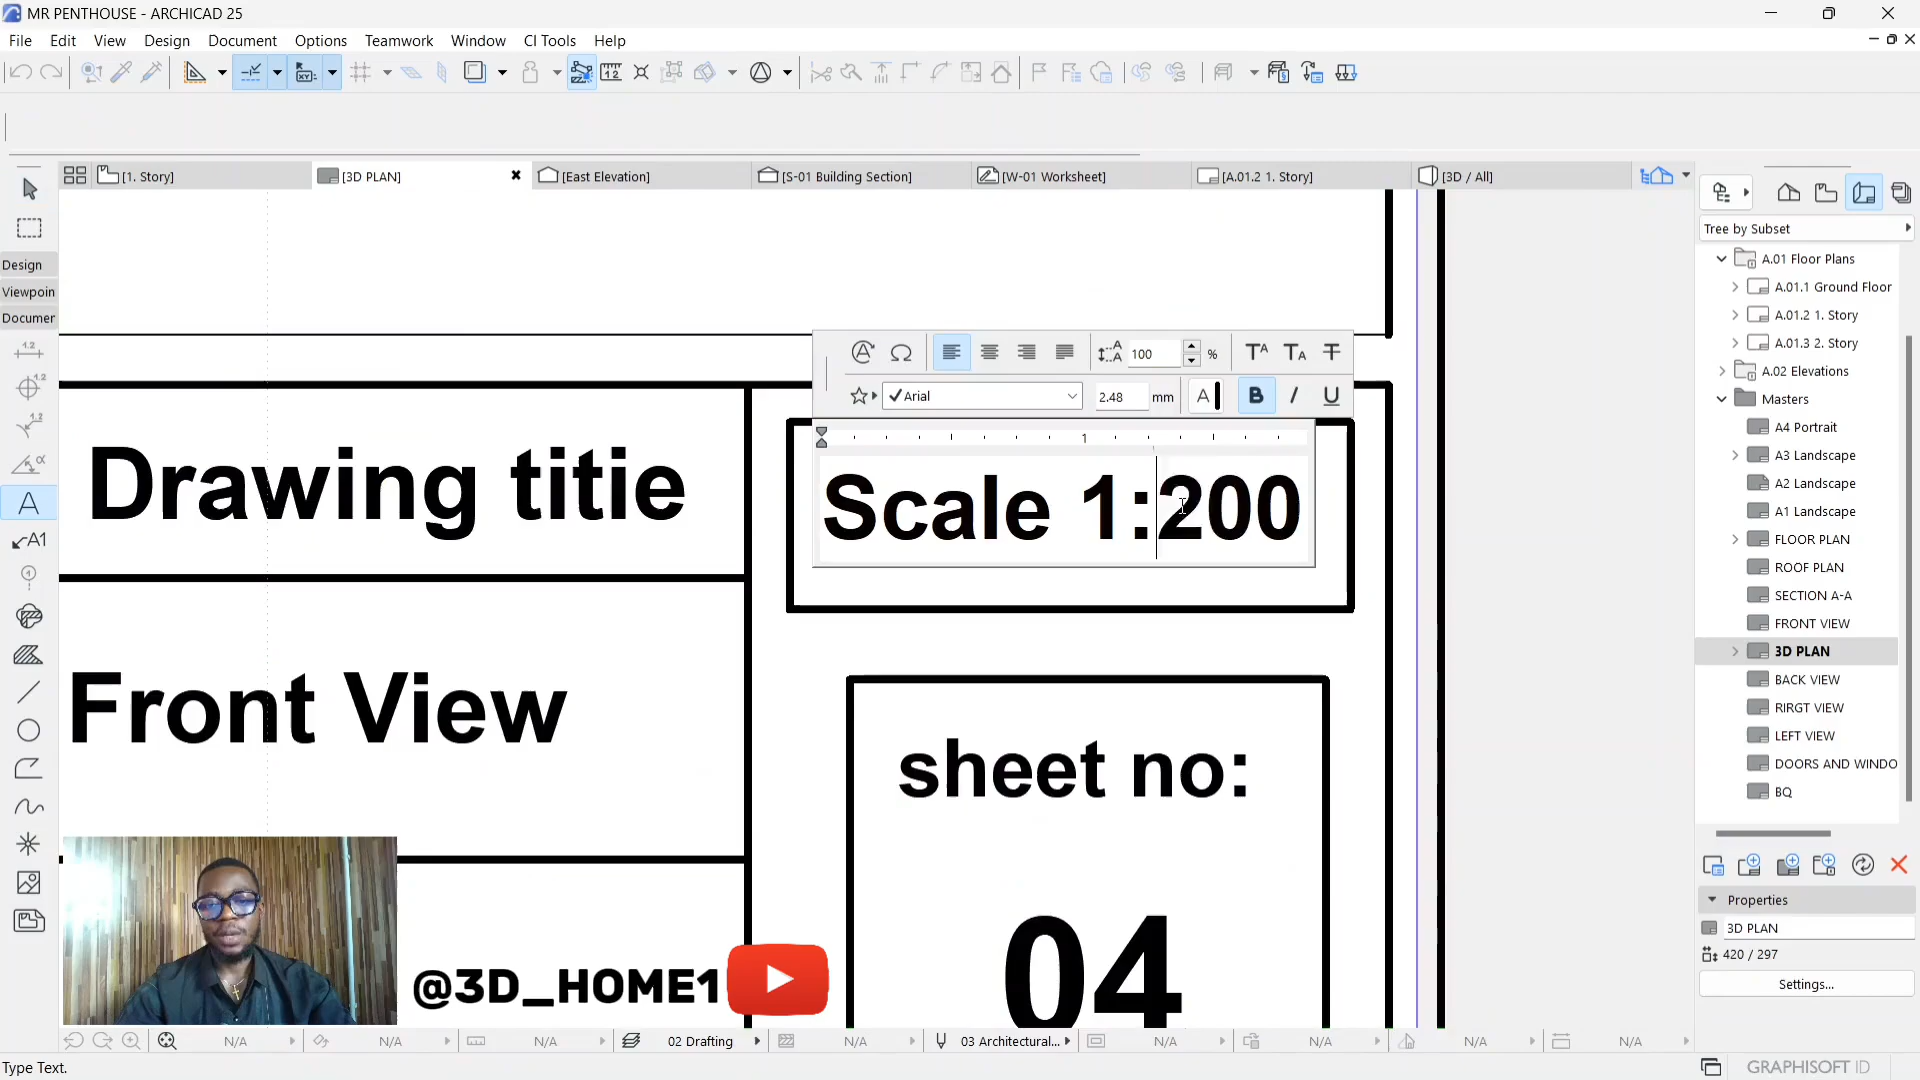 MR PENTHOUSE - ARCHICAD 25
File Edit View Design Document Options Teamwork Window CI Tools Help
[1. Story] [3D PLAN] [East Elevation] [S-01 Building Section] [W-01 Worksheet] [A.01.2 1. Story] [3D / All]
Design
Viewpoin
Documer
100 %
Arial 2.48 mm A B I U
1
Drawing titie
Scale 1:200
Front View
sheet no:
04
@3D_HOME1
Tree by Subset
A.01 Floor Plans
A.01.1 Ground Floor
A.01.2 1. Story
A.01.3 2. Story
A.02 Elevations
Masters
A4 Portrait
A3 Landscape
A2 Landscape
A1 Landscape
FLOOR PLAN
ROOF PLAN
SECTION A-A
FRONT VIEW
3D PLAN
BACK VIEW
RIRGT VIEW
LEFT VIEW
DOORS AND WINDO
BQ
Properties
3D PLAN
420 / 297
Settings...
N/A N/A N/A 02 Drafting N/A 03 Architectural... N/A N/A N/A N/A
Type Text.
GRAPHISOFT ID